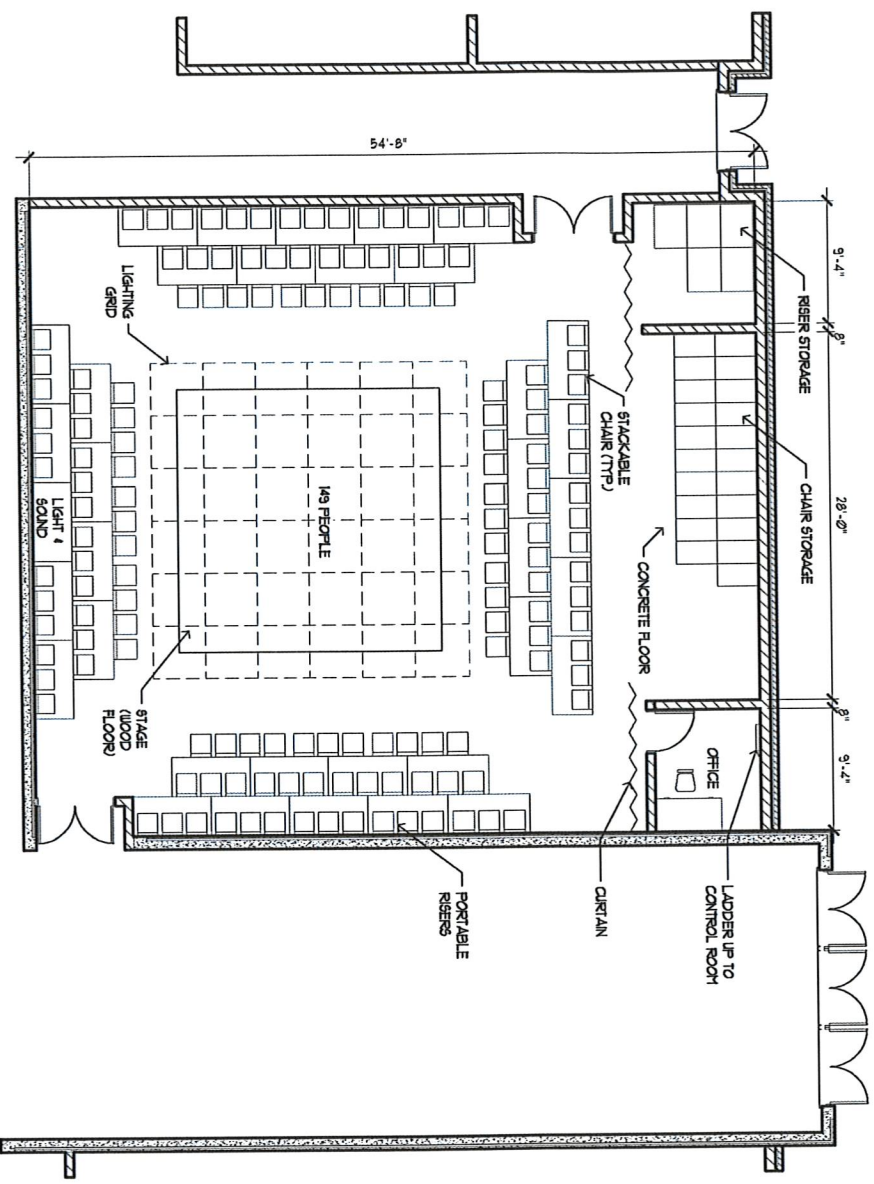 54'-8"
9'-4"
8"
28'-0"
8"
9'-4"
RISER STORAGE
CHAIR STORAGE
LIGHTING
GRID
STACKABLE
CHAIR (TYP.)
149 PEOPLE
CONCRETE FLOOR
LIGHT &
SOUND
STAGE
(WOOD
FLOOR)
OFFICE
PORTABLE
RISERS
CURTAIN
LADDER UP TO
CONTROL ROOM